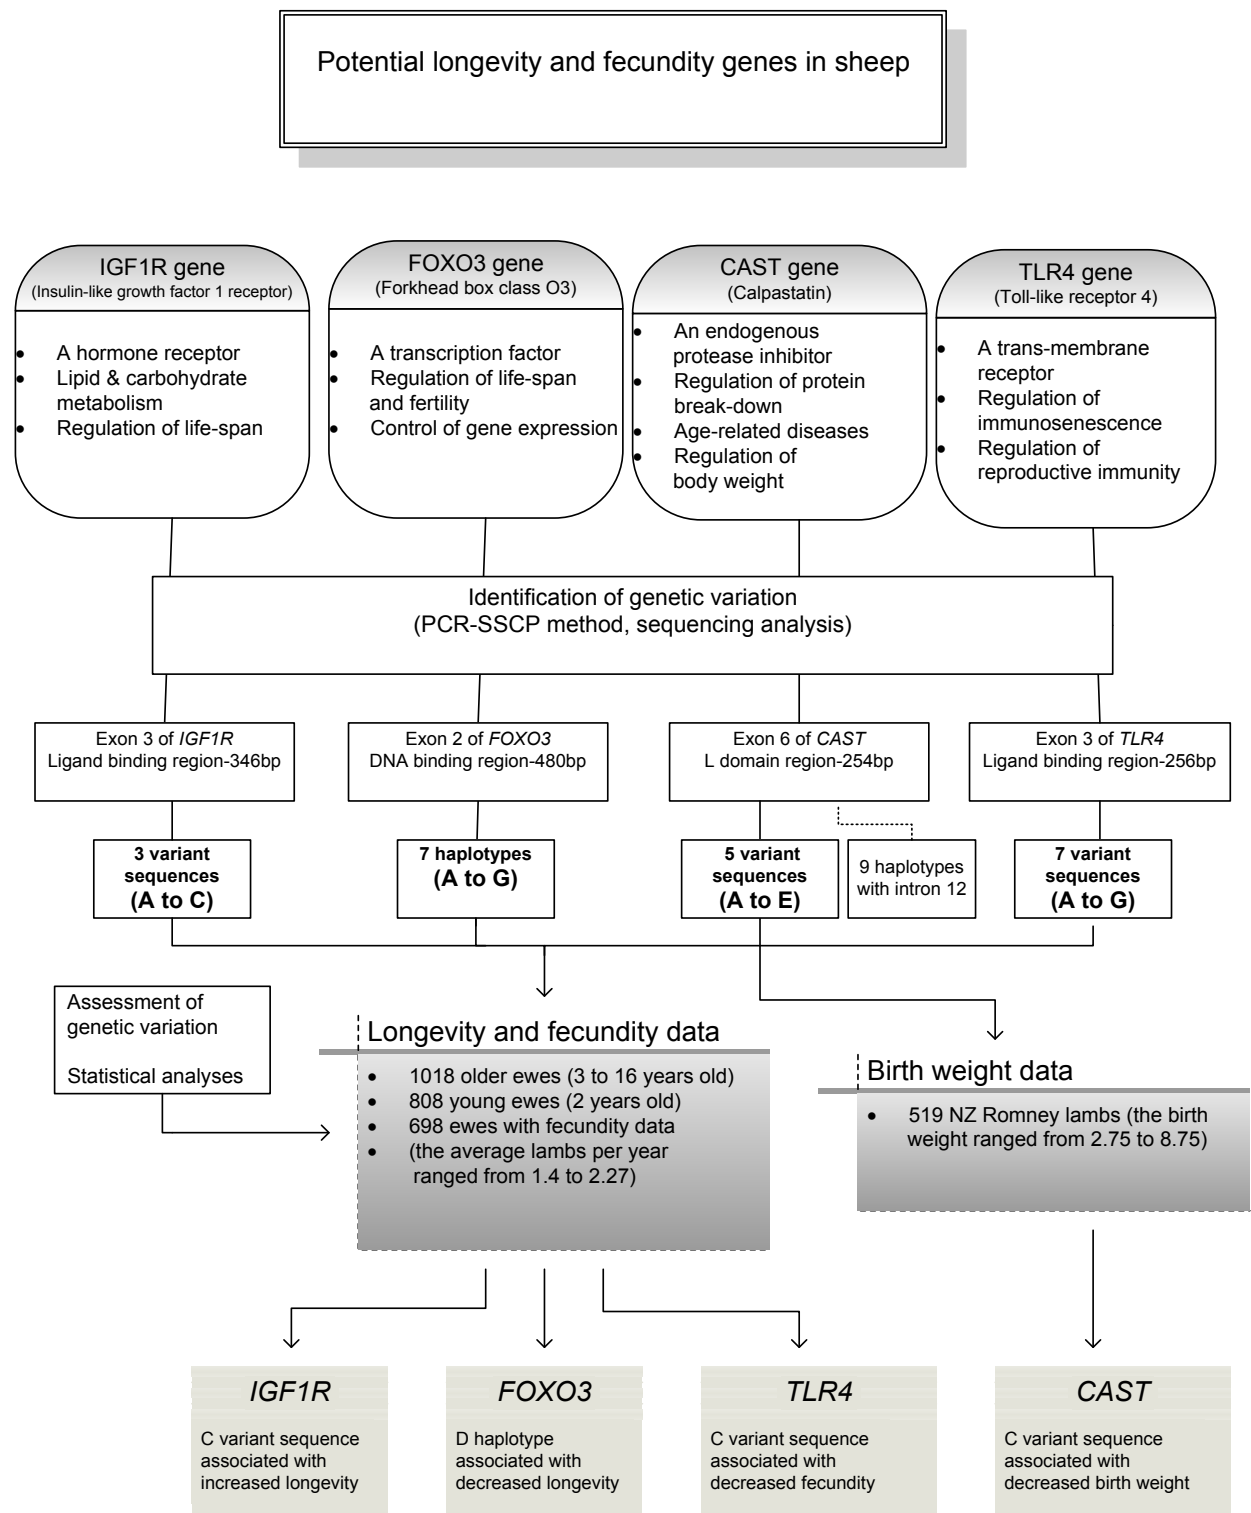 Potential longevity and fecundity genes in sheep
IGF1R gene
(Insulin-like growth factor 1 receptor)
• A hormone receptor
• Lipid & carbohydrate
metabolism
• Regulation of life-span
FOXO3 gene
(Forkhead box class O3)
• A transcription factor
• Regulation of life-span
and fertility
• Control of gene expression
CAST gene
(Calpastatin)
• An endogenous
protease inhibitor
• Regulation of protein
break-down
• Age-related diseases
• Regulation of
body weight
TLR4 gene
(Toll-like receptor 4)
• A trans-membrane
receptor
• Regulation of
immunosenescence
• Regulation of
reproductive immunity
Identification of genetic variation
(PCR-SSCP method, sequencing analysis)
Exon 3 of IGF1R
Ligand binding region-346bp
Exon 2 of FOXO3
DNA binding region-480bp
Exon 6 of CAST
L domain region-254bp
Exon 3 of TLR4
Ligand binding region-256bp
3 variant
sequences
(A to C)
7 haplotypes
(A to G)
5 variant
sequences
(A to E)
9 haplotypes
with intron 12
7 variant
sequences
(A to G)
Assessment of
genetic variation
Statistical analyses
Longevity and fecundity data
• 1018 older ewes (3 to 16 years old)
• 808 young ewes (2 years old)
• 698 ewes with fecundity data
• (the average lambs per year
ranged from 1.4 to 2.27)
Birth weight data
• 519 NZ Romney lambs (the birth
weight ranged from 2.75 to 8.75)
IGF1R
C variant sequence
associated with
increased longevity
FOXO3
D haplotype
associated with
decreased longevity
TLR4
C variant sequence
associated with
decreased fecundity
CAST
C variant sequence
associated with
decreased birth weight